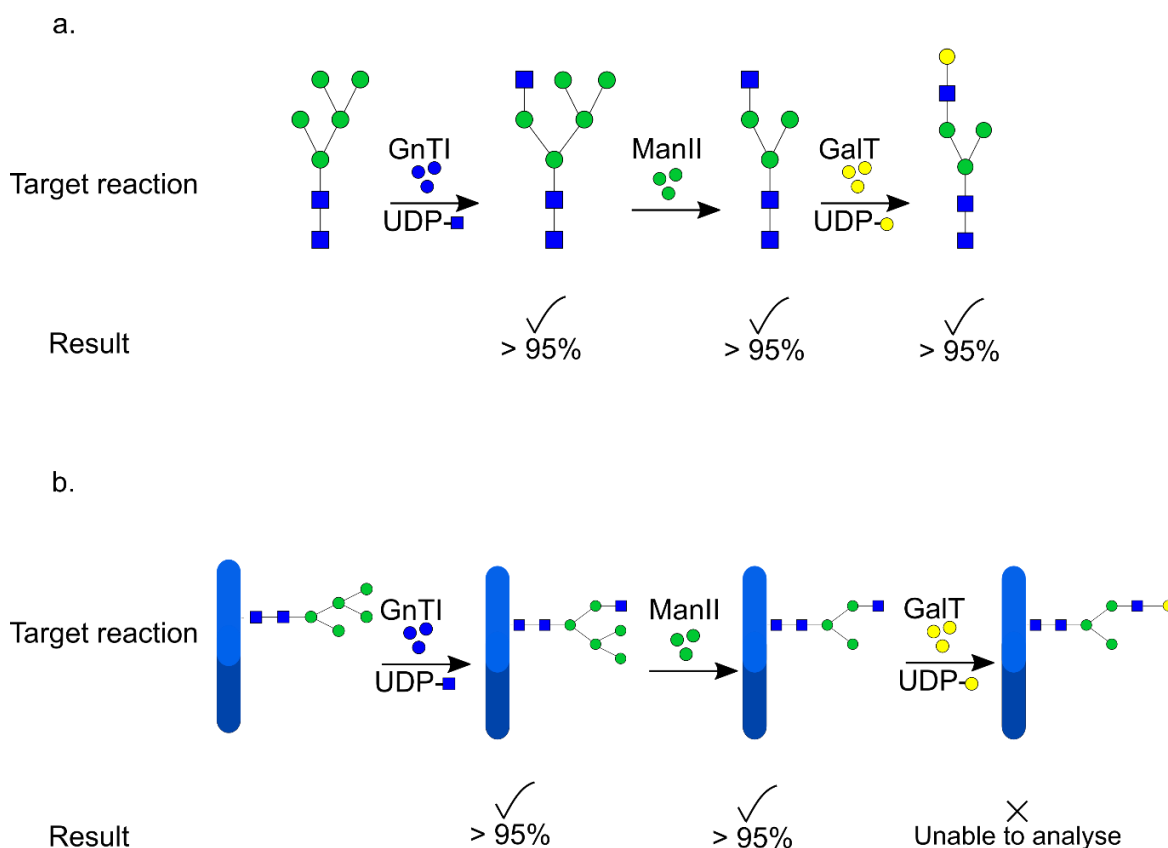 a.
GnTI
ManII
GalT
Target reaction
UDP-
UDP-
Result
> 95%
> 95%
> 95%
b.
GnTI
ManII
GalT
Target reaction
UDP-
UDP-
Result
> 95%
> 95%
Unable to analyse